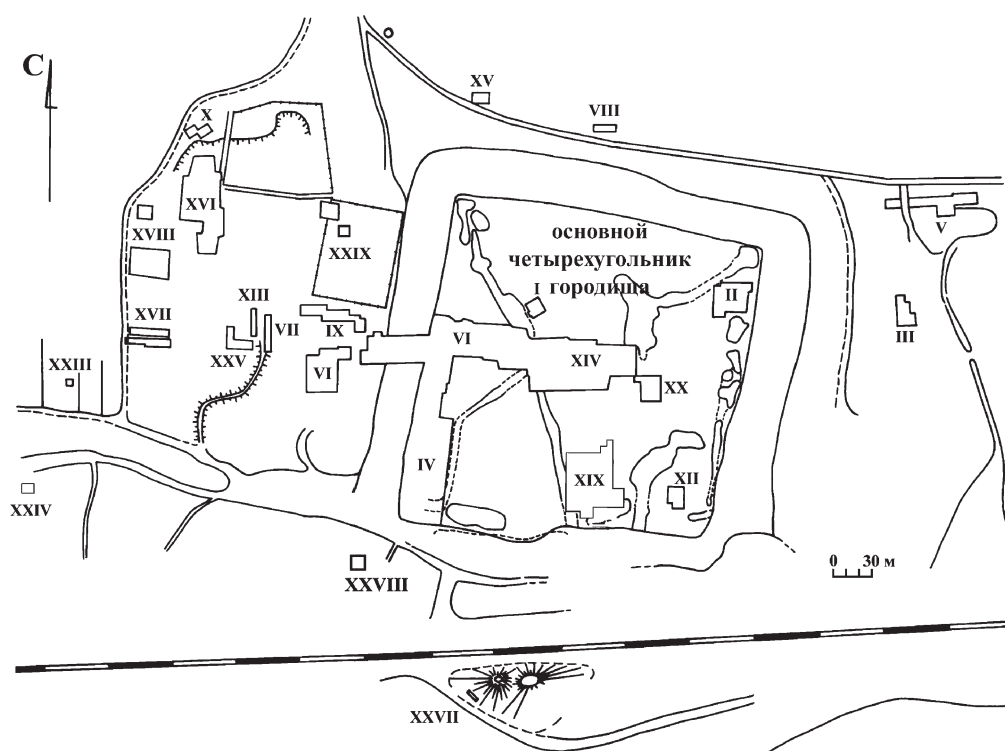 С
XV
VIII
X
XVI
V
XVIII
XXIX
основной
четырехугольник
I городища
II
XVII
XIII
VII
IX
VI
XIV
III
XXV
VI
XXIII
XX
IV
XIX
XII
XXIV
XXVIII
0 30 м
XXVII